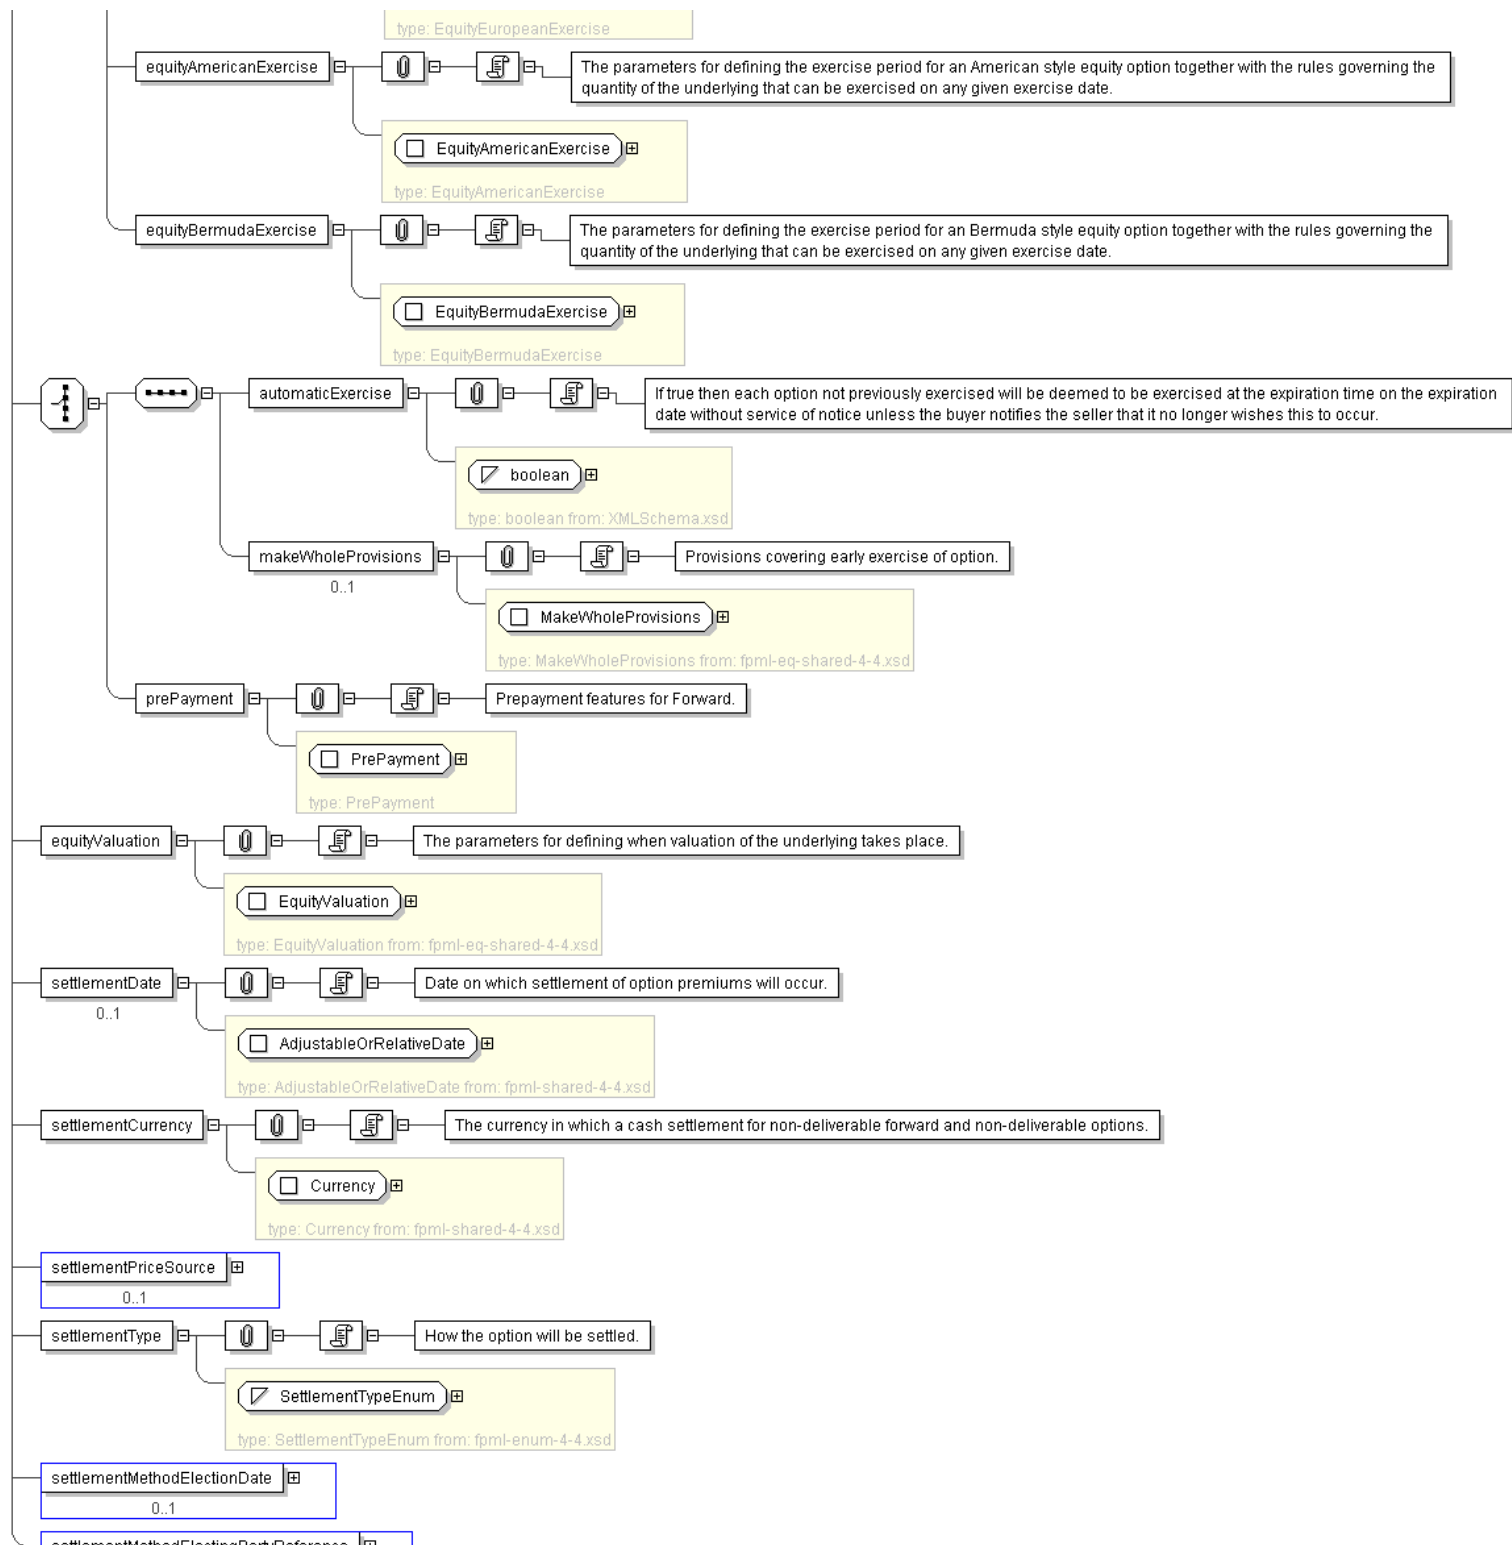 type: EquityEuropeanExercise
equityAmericanExercise
The parameters for defining the exercise period for an American style equity option together with the rules governing the
quantity of the underlying that can be exercised on any given exercise date.
EquityAmericanExercise
type: EquityAmericanExercise
equityBermudaExercise
The parameters for defining the exercise period for an Bermuda style equity option together with the rules governing the
quantity of the underlying that can be exercised on any given exercise date.
EquityBermudaExercise
type: EquityBermudaExercise
automaticExercise
If true then each option not previously exercised will be deemed to be exercised at the expiration time on the expiration
date without service of notice unless the buyer notifies the seller that it no longer wishes this to occur.
boolean
type: boolean from: XMLSchema.xsd
makeWholeProvisions
Provisions covering early exercise of option.
0..1
MakeWholeProvisions
type: MakeWholeProvisions from: fpml-eq-shared-4-4.xsd
prePayment
Prepayment features for Forward.
PrePayment
type: PrePayment
equityValuation
The parameters for defining when valuation of the underlying takes place.
EquityValuation
type: EquityValuation from: fpml-eq-shared-4-4.xsd
settlementDate
Date on which settlement of option premiums will occur.
0..1
AdjustableOrRelativeDate
type: AdjustableOrRelativeDate from: fpml-shared-4-4.xsd
settlementCurrency
The currency in which a cash settlement for non-deliverable forward and non-deliverable options.
Currency
type: Currency from: fpml-shared-4-4.xsd
settlementPriceSource
0..1
settlementType
How the option will be settled.
SettlementTypeEnum
type: SettlementTypeEnum from: fpml-enum-4-4.xsd
settlementMethodElectionDate
0..1
settlementMethodElectingPartyReference